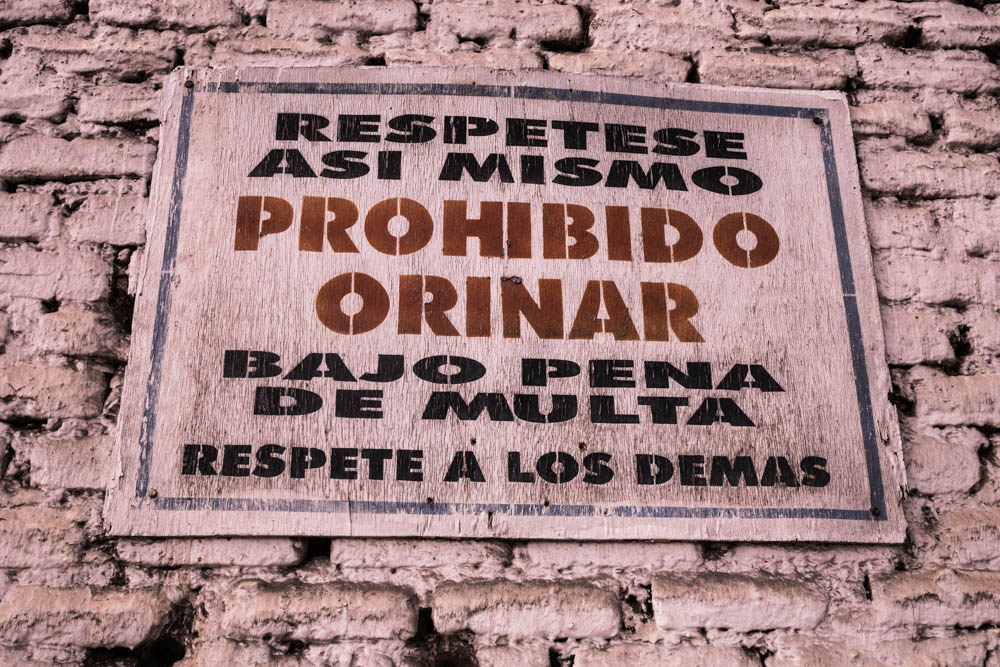 RESPETESE
ASI MISMO
PROHIBIDO
ORINAR
BAJO PENA
DE MULTA
RESPETE A LOS DEMAS